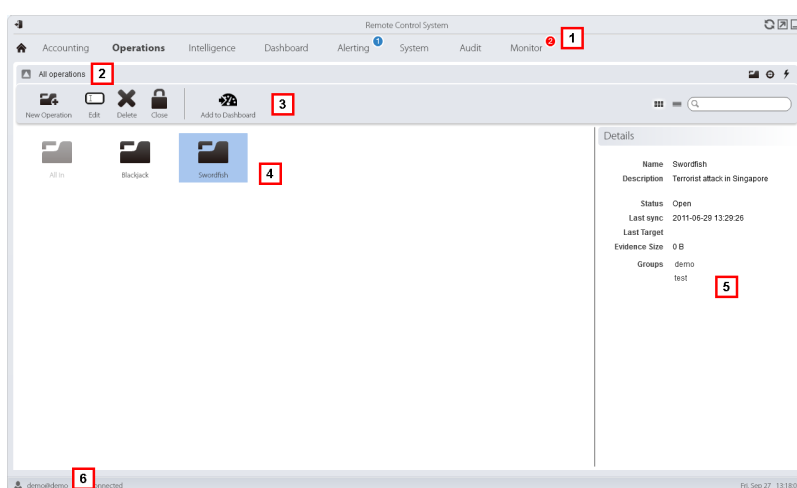 Remote Control System
Accounting Operations Intelligence Dashboard Alerting 1 System Audit Monitor 2 1
All operations 2
New Operation Edit Delete Close Add to Dashboard 3
Details
All In Blackjack Swordfish 4
Name Swordfish
Description Terrorist attack in Singapore
Status Open
Last sync 2011-06-29 13:29:26
Last Target
Evidence Size 0 B
Groups demo
test
5
demo@demo 6
Fri, Sep 27 13:18:0